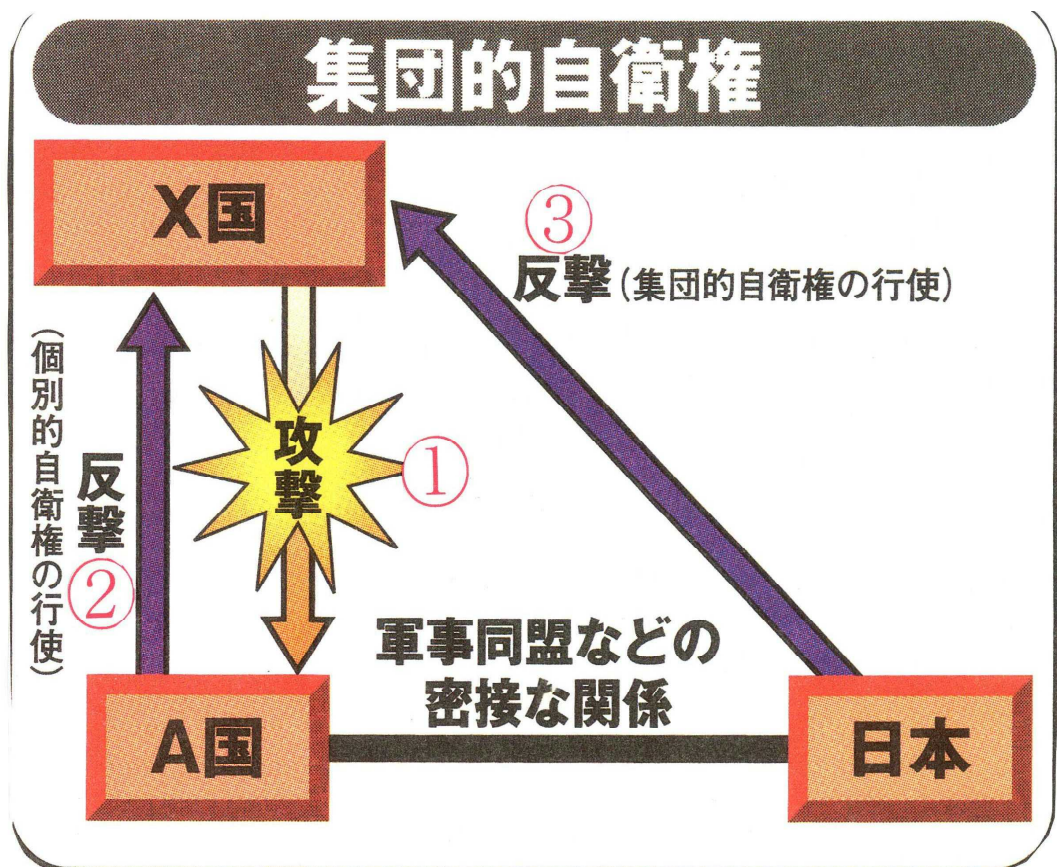 集団的自衛権
X国
③
反撃(集団的自衛権の行使)
攻撃
①
反撃
②
(個別的自衛権の行使)
軍事同盟などの
密接な関係
A国
日本